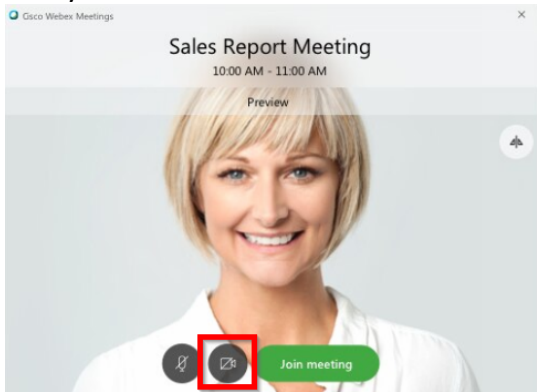 Cisco Webex Meetings
Sales Report Meeting
10:00 AM - 11:00 AM
Preview
Join meeting